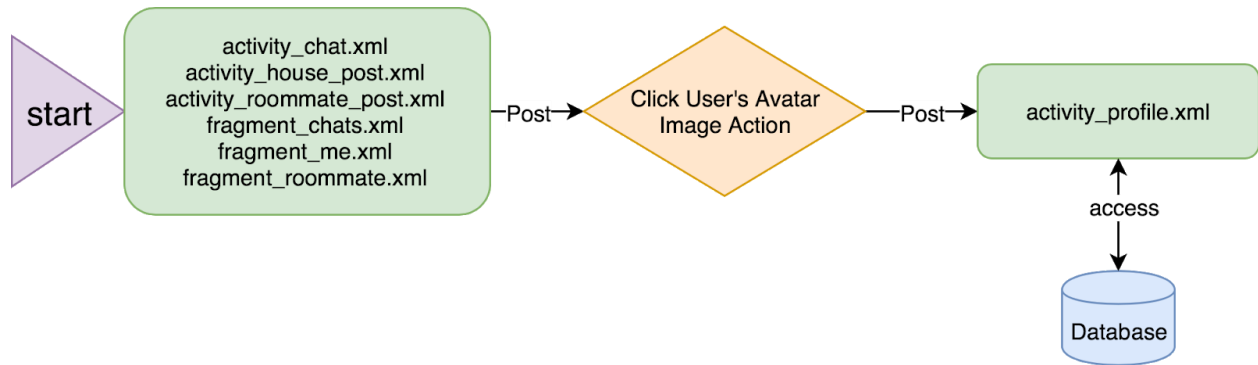 start
activity_chat.xml
activity_house_post.xml
activity_roommate_post.xml
fragment_chats.xml
fragment_me.xml
fragment_roommate.xml
Post
Click User's Avatar
Image Action
Post
activity_profile.xml
access
Database